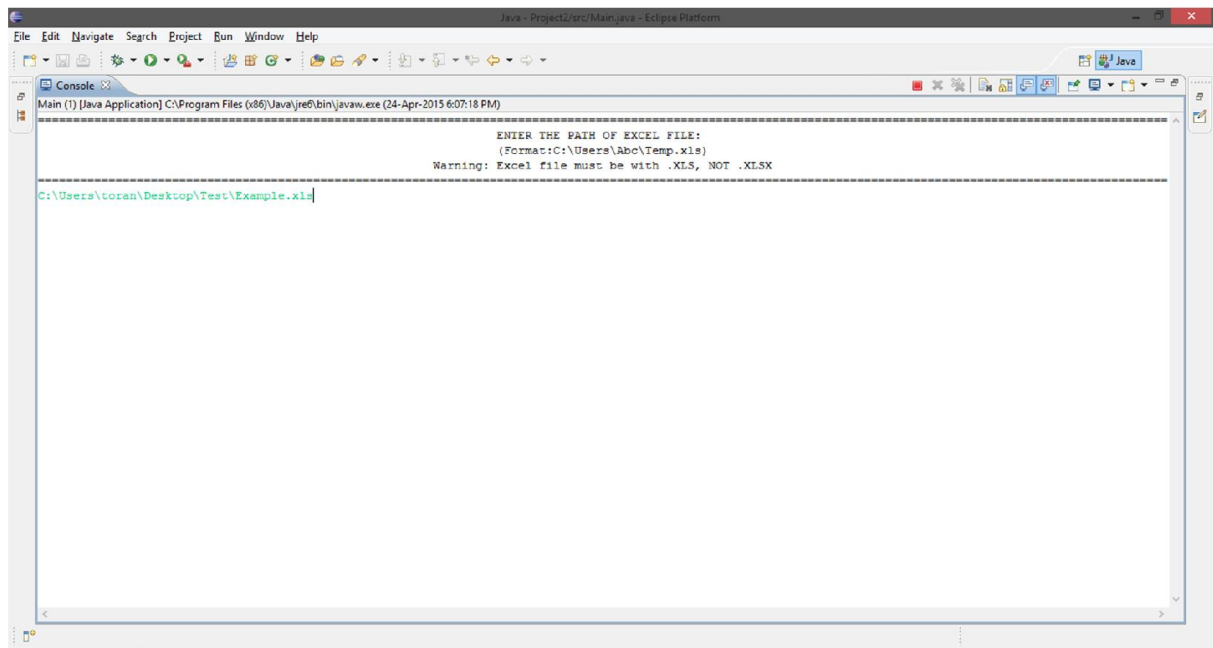 Java - Project2/src/Main.java - Eclipse Platform
File Edit Navigate Search Project Run Window Help
Java
Console
Main (1) [Java Application] C:\Program Files (x86)\Java\jre6\bin\javaw.exe (24-Apr-2015 6:07:18 PM)
ENTER THE PATH OF EXCEL FILE:
(Format:C:\Users\Abc\Temp.xls)
Warning: Excel file must be with .XLS, NOT .XLSX
C:\Users\toran\Desktop\Test\Example.xls